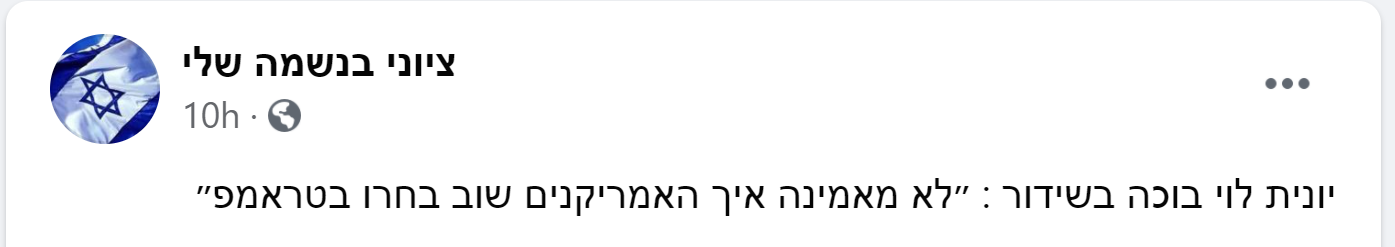 ציוני בנשמה שלי
10h ·
יונית לוי בוכה בשידור : ״לא מאמינה איך האמריקנים שוב בחרו בטראמפ״